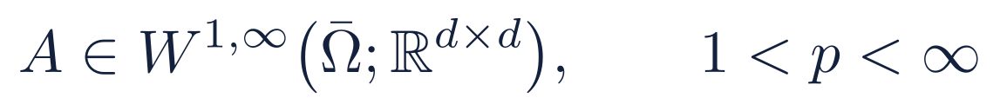 A ∈ W^{1,∞}(Ω̄; ℝ^{d×d}), 1 < p < ∞